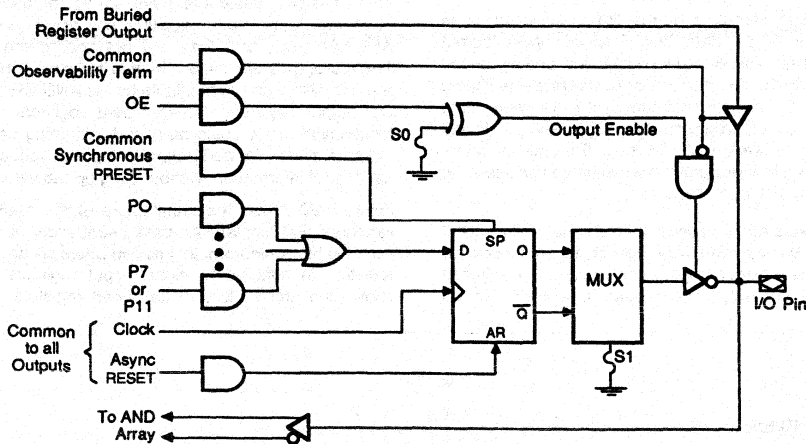 From Buried
Register Output
Common
Observability Term
OE
Common
Synchronous
PRESET
S0
Output Enable
PO
P7
or
P11
D
SP
Q
Q
AR
MUX
S1
I/O Pin
Common
to all
Outputs
Clock
Async
RESET
To AND
Array